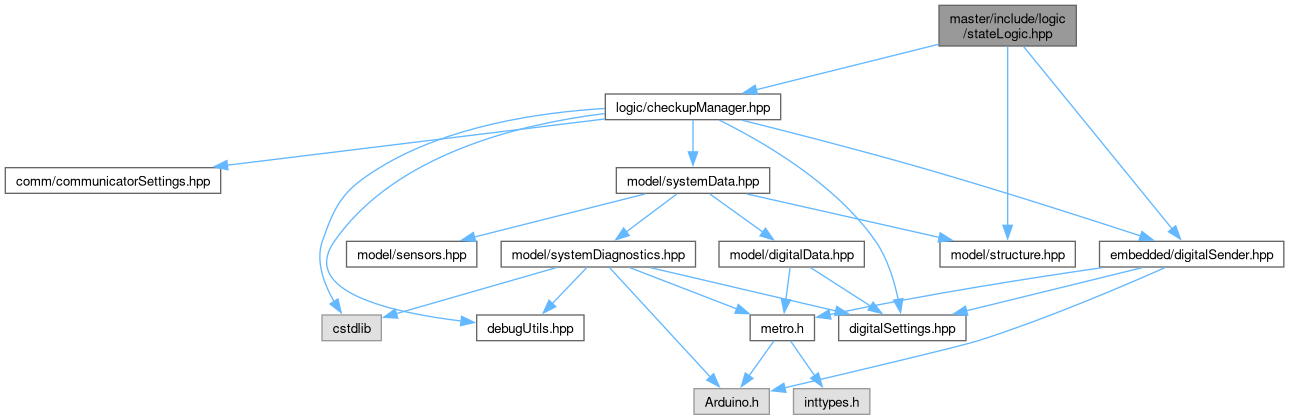 master/include/logic
/stateLogic.hpp
logic/checkupManager.hpp
comm/communicatorSettings.hpp
model/systemData.hpp
model/sensors.hpp
model/systemDiagnostics.hpp
model/digitalData.hpp
model/structure.hpp
embedded/digitalSender.hpp
cstdlib
debugUtils.hpp
metro.h
digitalSettings.hpp
Arduino.h
inttypes.h